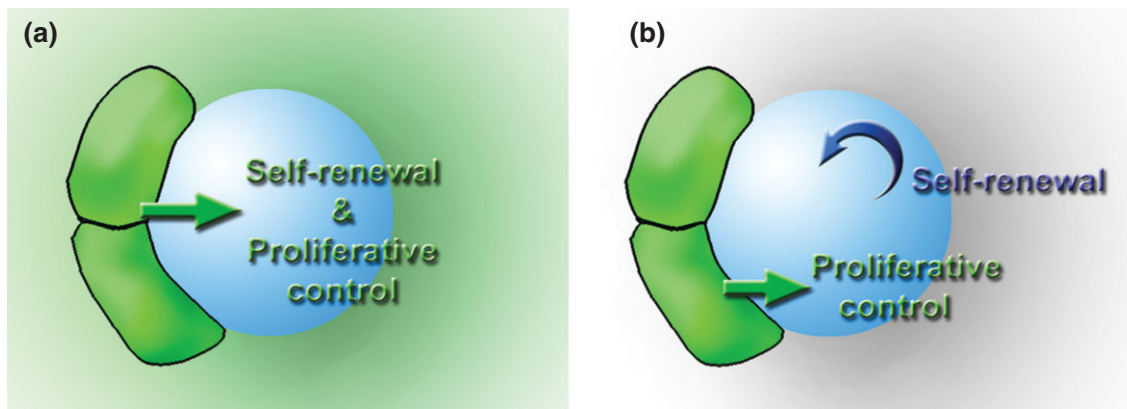 (a)
Self-renewal
&
Proliferative
control
(b)
Self-renewal
Proliferative
control